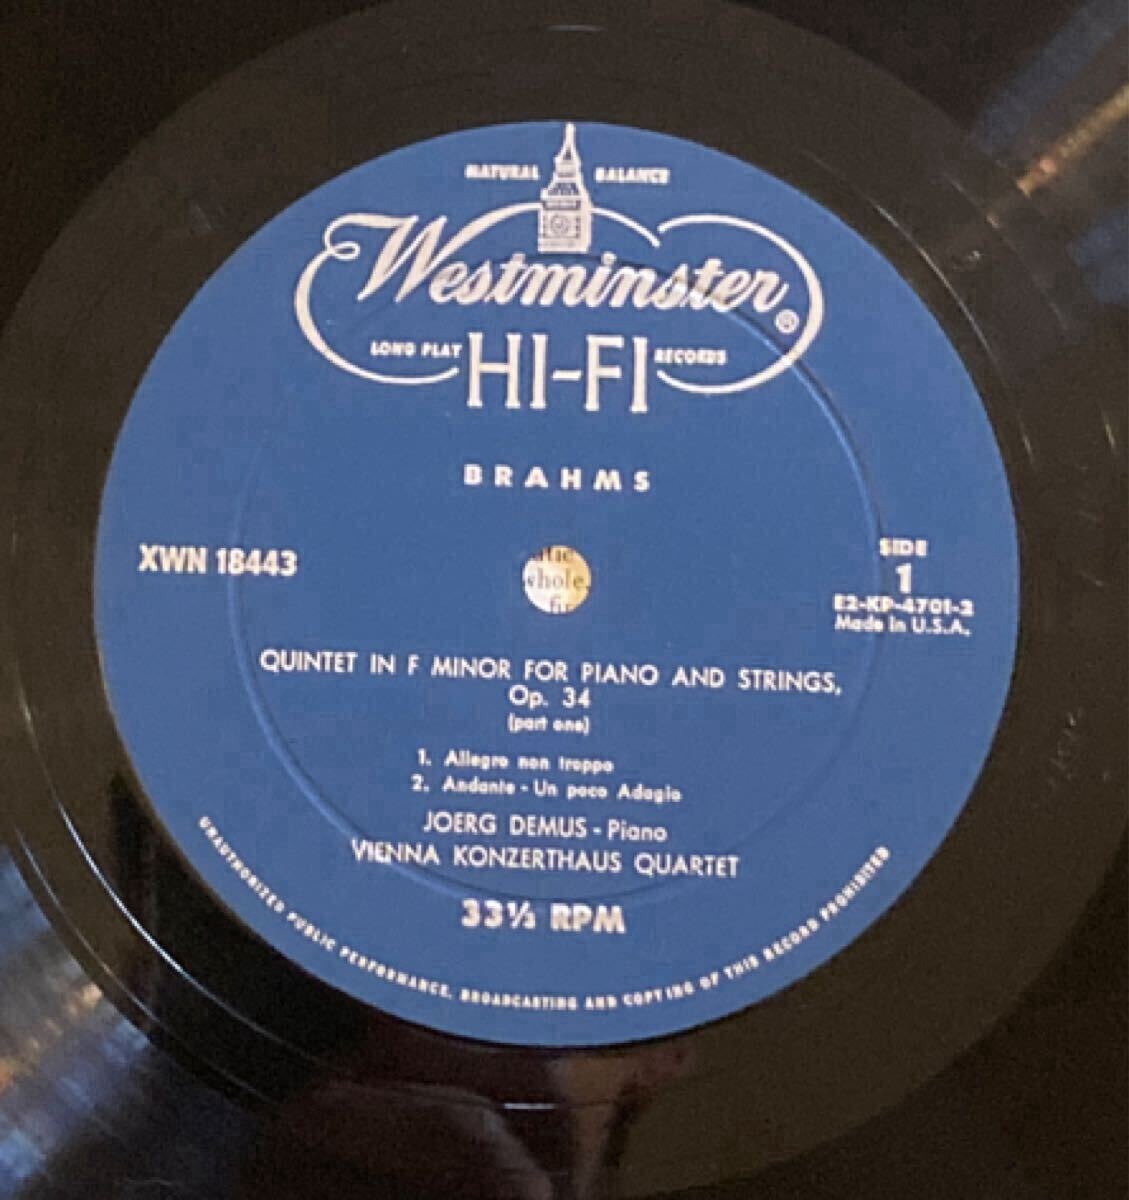 NATURAL BALANCE
Westminster®
LONG PLAY HI-FI RECORDS
BRAHMS
XWN 18443
SIDE
1
E2-KP-4701-2
Made in U.S.A.
whole,
QUINTET IN F MINOR FOR PIANO AND STRINGS,
Op. 34
(part one)
1. Allegro non troppo
2. Andante - Un poco Adagio
JOERG DEMUS - Piano
VIENNA KONZERTHAUS QUARTET
33⅓ RPM
UNAUTHORIZED PUBLIC PERFORMANCE, BROADCASTING AND COPYING OF THIS RECORD PROHIBITED